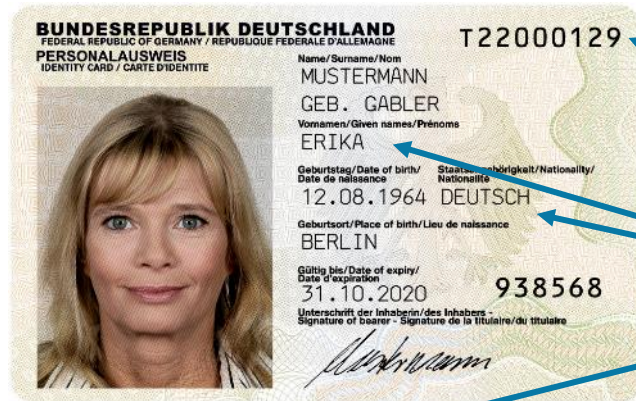 BUNDESREPUBLIK DEUTSCHLAND
FEDERAL REPUBLIC OF GERMANY / REPUBLIQUE FEDERALE D'ALLEMAGNE
PERSONALAUSWEIS
IDENTITY CARD / CARTE D'IDENTITE
T22000129
Name/Surname/Nom
MUSTERMANN
GEB. GABLER
Vornamen/Given names/Prénoms
ERIKA
Geburtstag/Date of birth/
Date de naissance
Nationality/
Nationalité
12.08.1964 DEUTSCH
Geburtsort/Place of birth/Lieu de naissance
BERLIN
Gültig bis/Date of expiry/
Date d'expiration
31.10.2020
938568
Unterschrift der Inhaberin/des Inhabers -
Signature of bearer - Signature de la titulaire/du titulaire
Mustermann